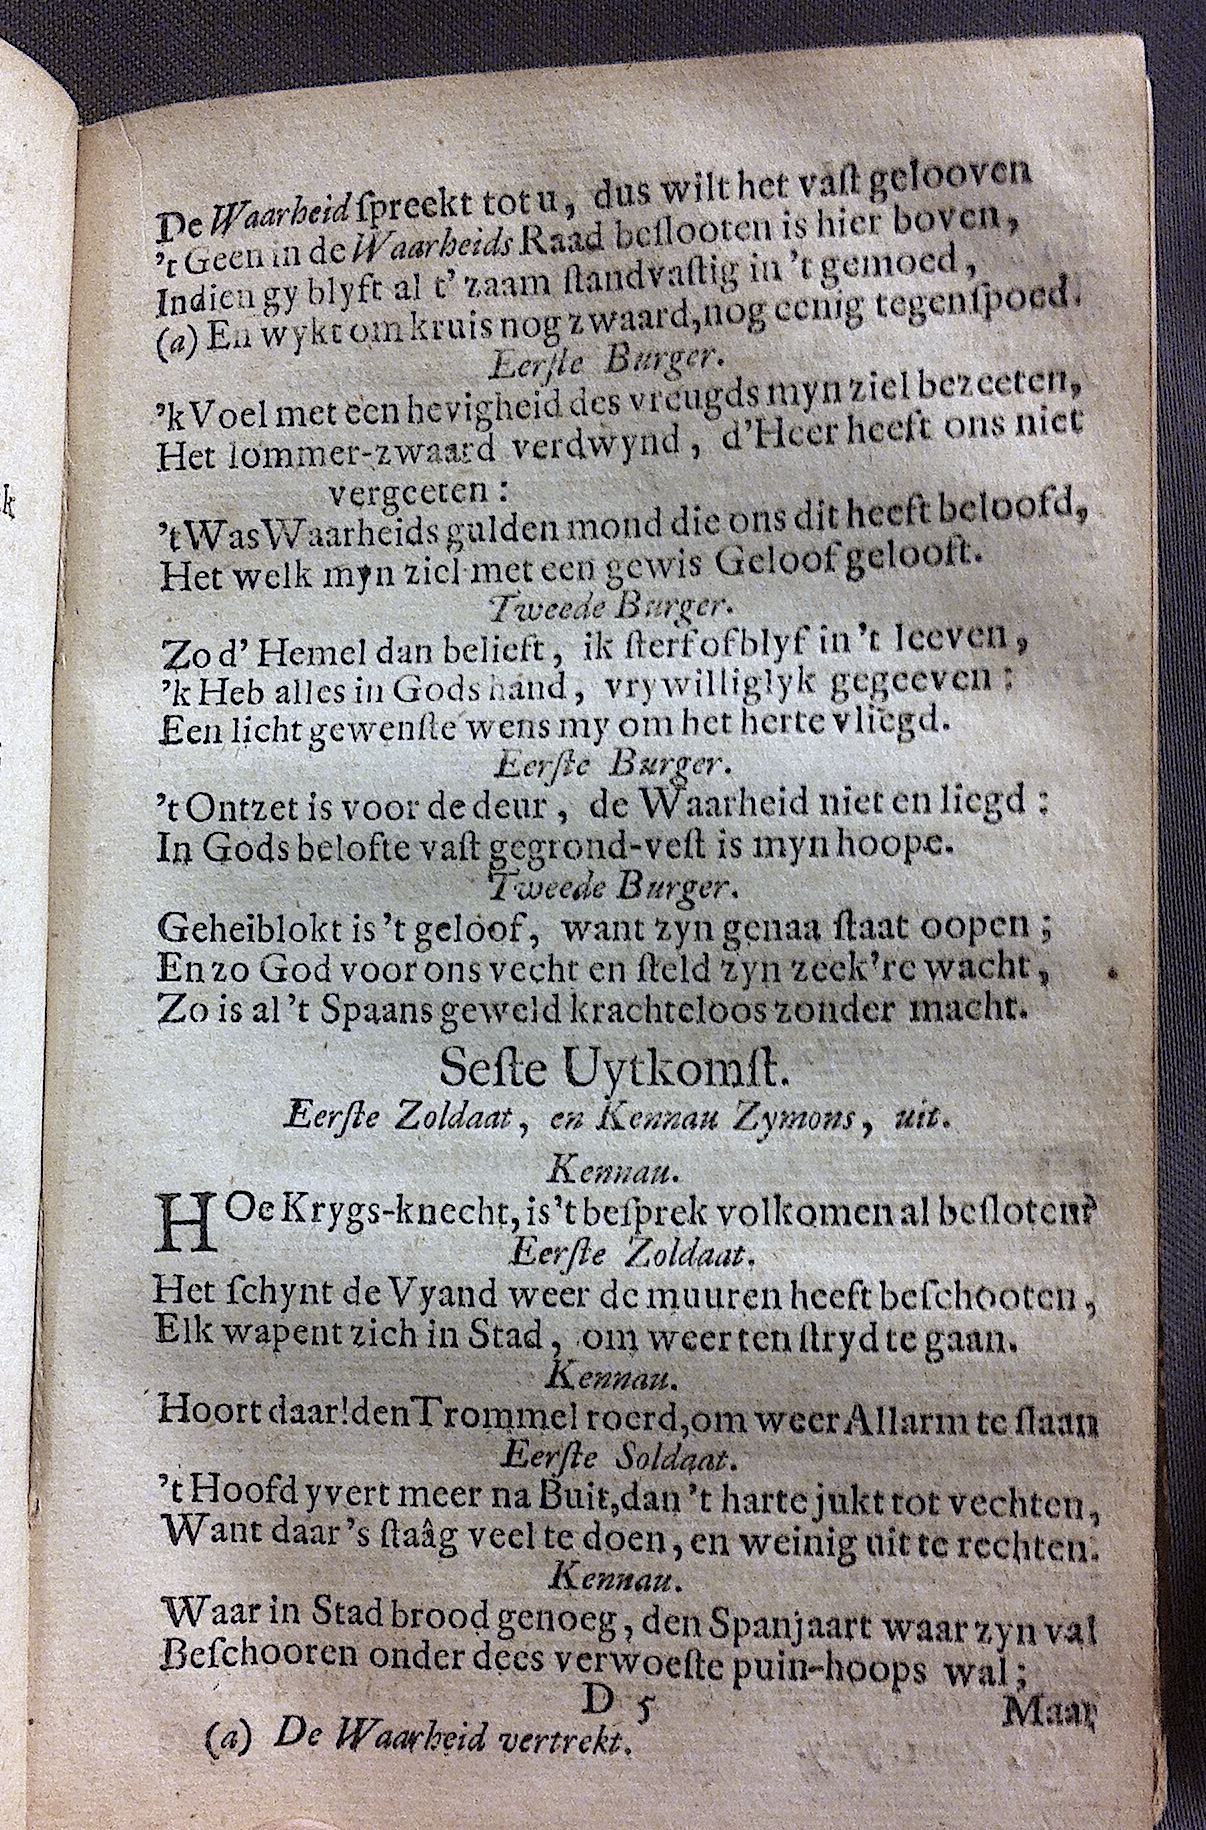 De Waarheid ſpreekt tot u, dus wilt het vaſt gelooven
't Geen in de Waarheids Raad beſlooten is hier boven,
Indien gy blyft al t' zaam ſtandvaſtig in 't gemoed,
(a) En wykt om kruis nog zwaard, nog eenig tegenſpoed.
Eerſte Burger.
'k Voel met een hevigheid des vreugds myn ziel bezeeten,
Het lommer-zwaard verdwynd, d'Heer heeft ons niet
vergeeten:
't Was Waarheids gulden mond die ons dit heeft beloofd,
Het welk myn ziel met een gewis Geloof gelooft.
Tweede Burger.
Zo d' Hemel dan belieft, ik ſterf of blyf in 't leeven,
'k Heb alles in Gods hand, vrywilliglyk gegeeven:
Een licht gewenſte wens my om het herte vliegd.
Eerſte Burger.
't Ontzet is voor de deur, de Waarheid niet en liegd:
In Gods belofte vaſt gegrond-veſt is myn hoope.
Tweede Burger.
Geheiblokt is 't geloof, want zyn genaa ſtaat oopen;
En zo God voor ons vecht en ſteld zyn zeek're wacht,
Zo is al 't Spaans geweld krachteloos zonder macht.
Seſte Uytkomſt.
Eerſte Zoldaat, en Kennau Zymons, uit.
Kennau.
HOe Krygs-knecht, is 't beſprek volkomen al beſloten?
Eerſte Zoldaat.
Het ſchynt de Vyand weer de muuren heeft beſchooten,
Elk wapent zich in Stad, om weer ten ſtryd te gaan.
Kennau.
Hoort daar! den Trommel roerd, om weer Allarm te ſlaan
Eerſte Soldaat.
't Hoofd yvert meer na Buit, dan 't harte jukt tot vechten,
Want daar 's ſtaâg veel te doen, en weinig uit te rechten.
Kennau.
Waar in Stad brood genoeg, den Spanjaart waar zyn val
Beſchooren onder dees verwoeſte puin-hoops wal;
D 5
Maar
(a) De Waarheid vertrekt.